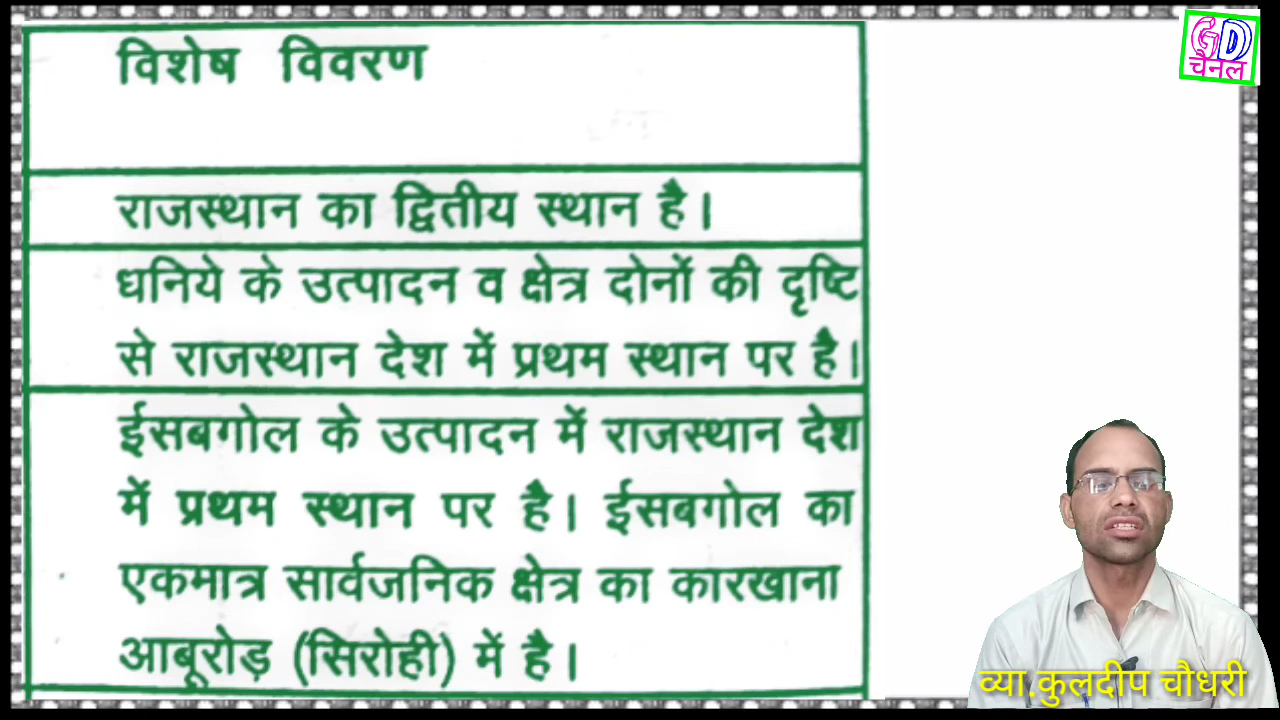 विशेष विवरण
राजस्थान का द्वितीय स्थान है।
धनिये के उत्पादन व क्षेत्र दोनों की दृष्टि
से राजस्थान देश में प्रथम स्थान पर है।
ईसबगोल के उत्पादन में राजस्थान देश
में प्रथम स्थान पर है। ईसबगोल का
एकमात्र सार्वजनिक क्षेत्र का कारखाना
आबूरोड़ (सिरोही) में है।
GD
चैनल
व्या.कुलदीप चौधरी